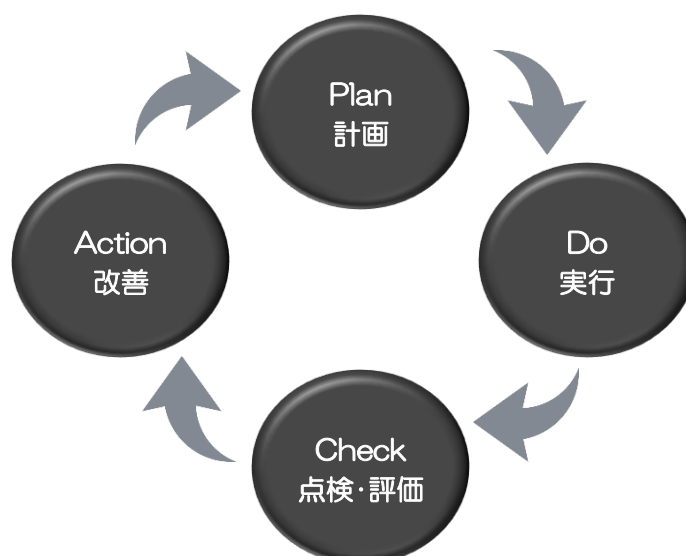 Plan
計画
Do
実行
Check
点検･評価
Action
改善